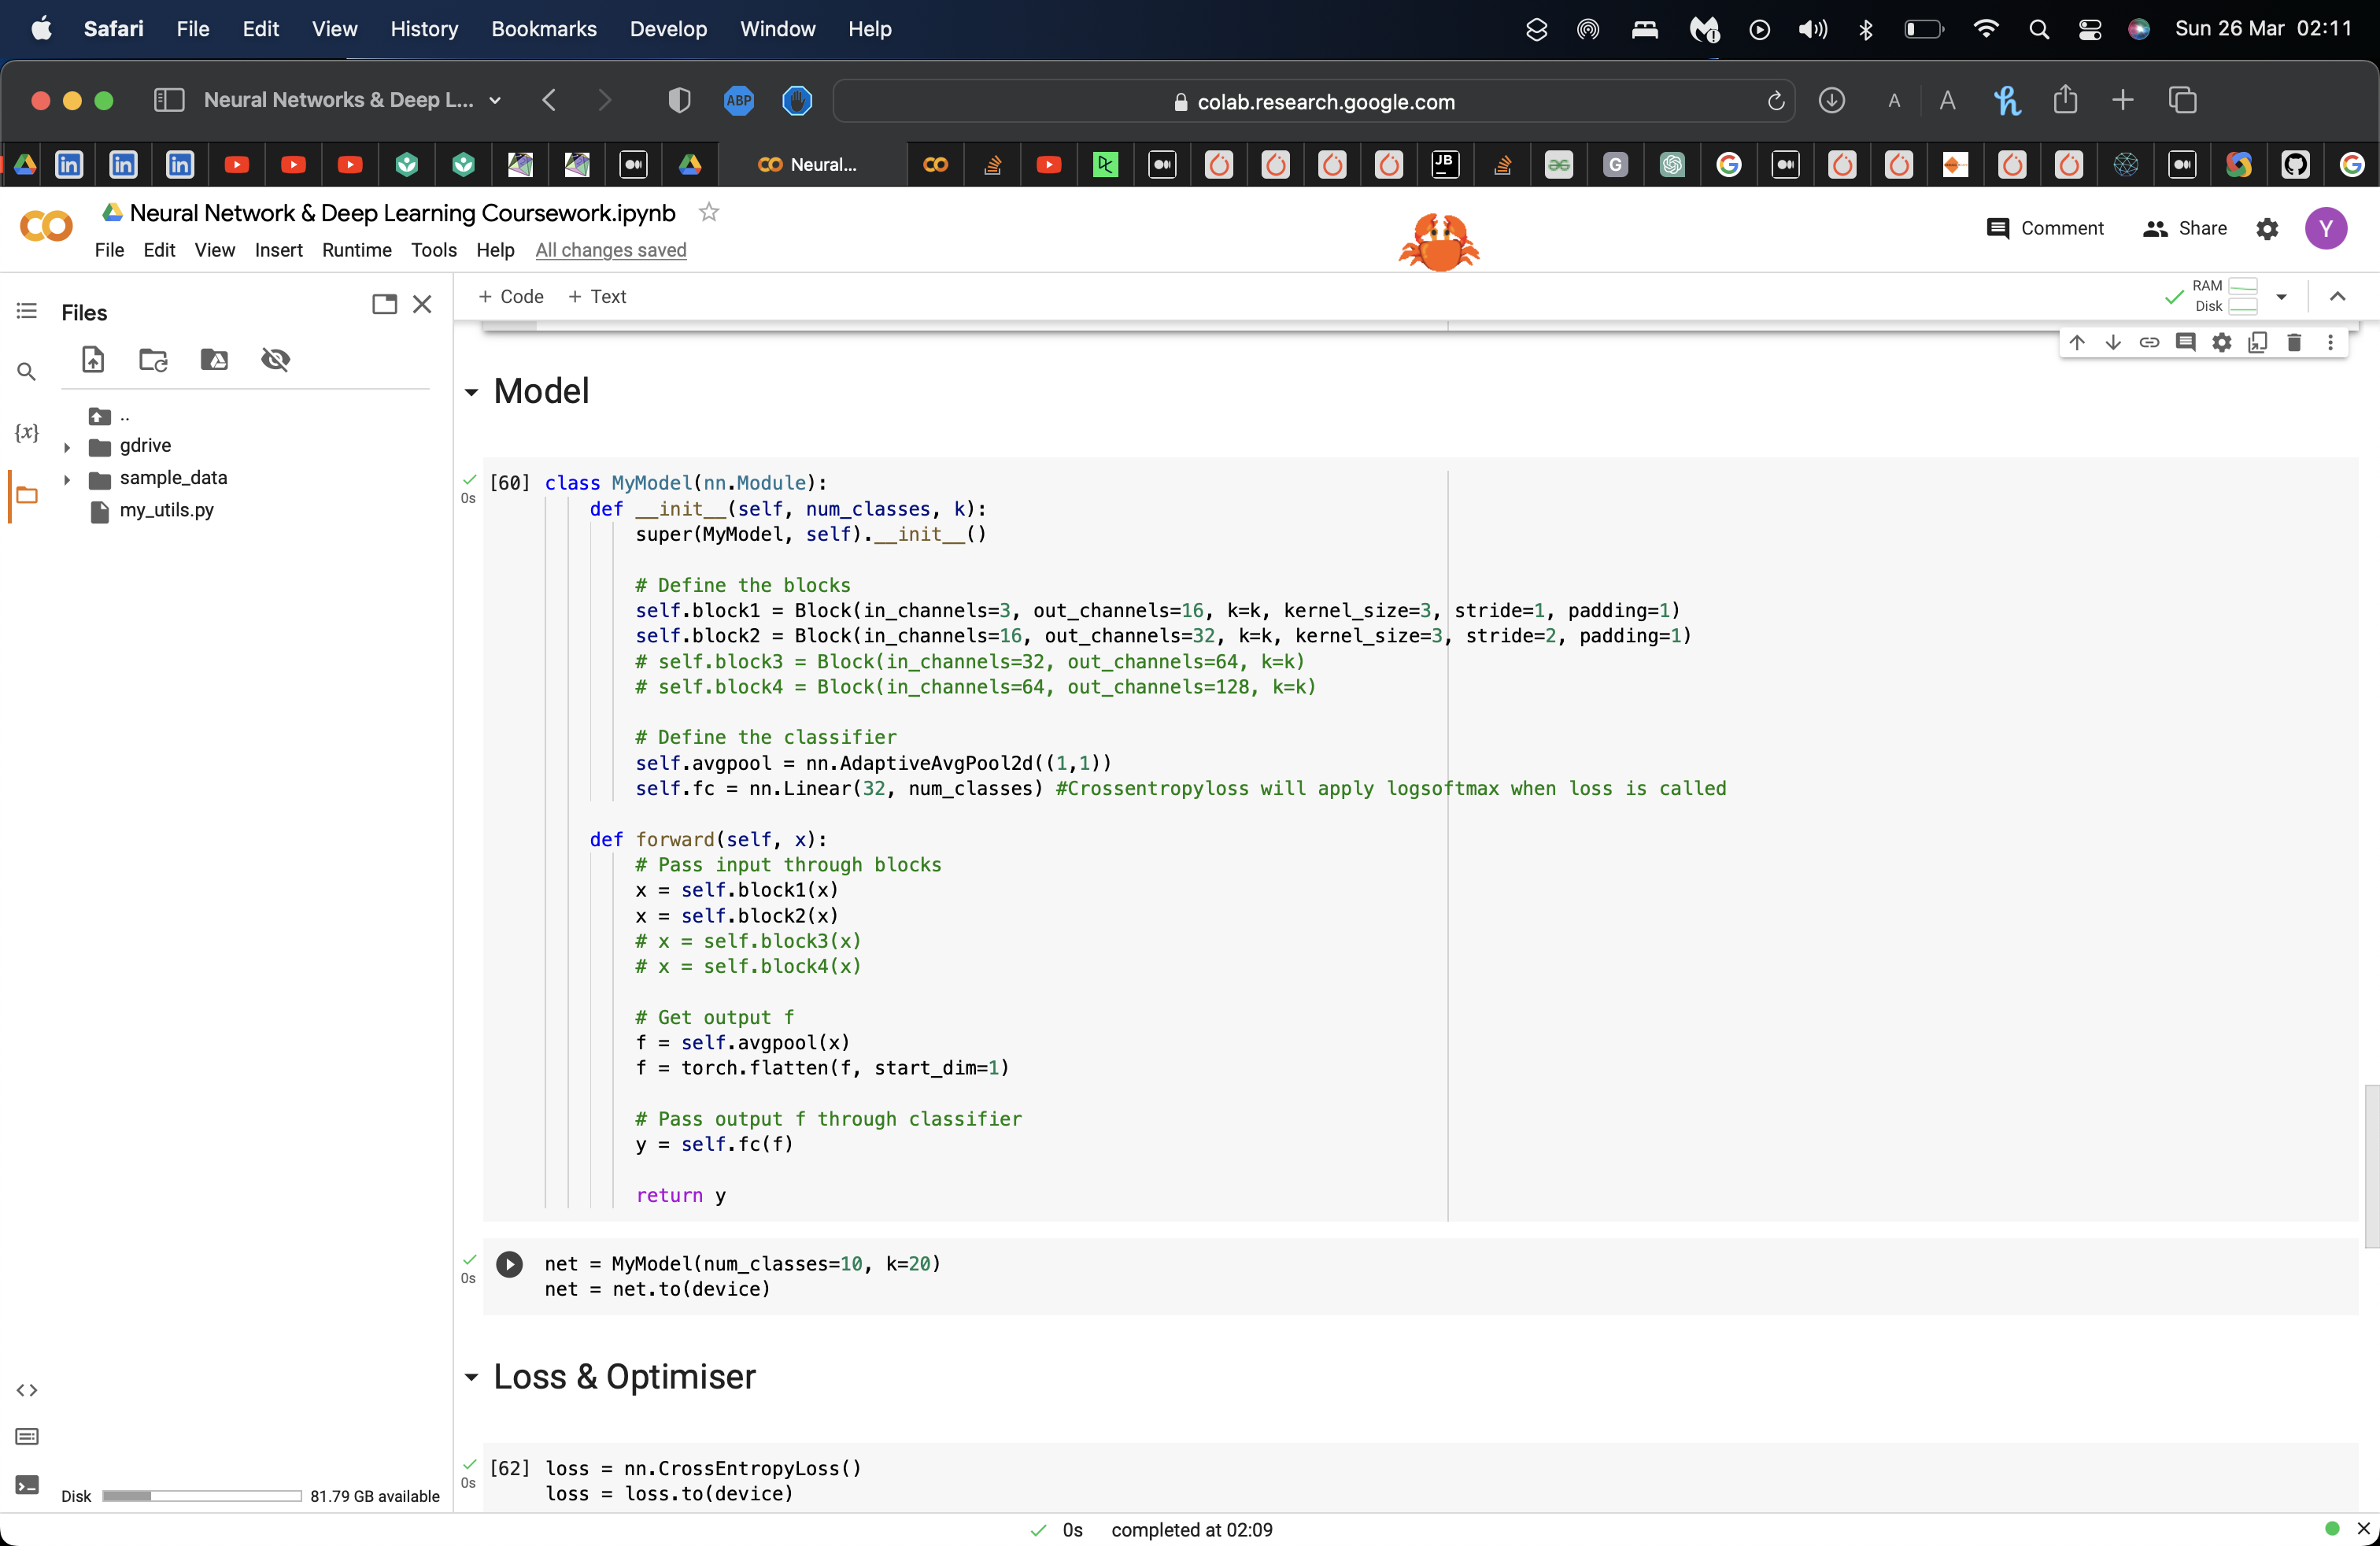 Safari File Edit View History Bookmarks Develop Window Help Sun 26 Mar 02:11
Neural Networks & Deep L... ABP colab.research.google.com A A
Neural...
Neural Network & Deep Learning Coursework.ipynb
Comment Share Y
File Edit View Insert Runtime Tools Help All changes saved
Files
+ Code + Text
RAM
Disk
..
gdrive
sample_data
my_utils.py
{x}
Model
0s
[60] class MyModel(nn.Module):
def __init__(self, num_classes, k):
super(MyModel, self).__init__()
# Define the blocks
self.block1 = Block(in_channels=3, out_channels=16, k=k, kernel_size=3, stride=1, padding=1)
self.block2 = Block(in_channels=16, out_channels=32, k=k, kernel_size=3, stride=2, padding=1)
# self.block3 = Block(in_channels=32, out_channels=64, k=k)
# self.block4 = Block(in_channels=64, out_channels=128, k=k)
# Define the classifier
self.avgpool = nn.AdaptiveAvgPool2d((1,1))
self.fc = nn.Linear(32, num_classes) #Crossentropyloss will apply logsoftmax when loss is called
def forward(self, x):
# Pass input through blocks
x = self.block1(x)
x = self.block2(x)
# x = self.block3(x)
# x = self.block4(x)
# Get output f
f = self.avgpool(x)
f = torch.flatten(f, start_dim=1)
# Pass output f through classifier
y = self.fc(f)
return y
0s
net = MyModel(num_classes=10, k=20)
net = net.to(device)
Loss & Optimiser
0s
[62] loss = nn.CrossEntropyLoss()
loss = loss.to(device)
Disk 81.79 GB available
0s completed at 02:09